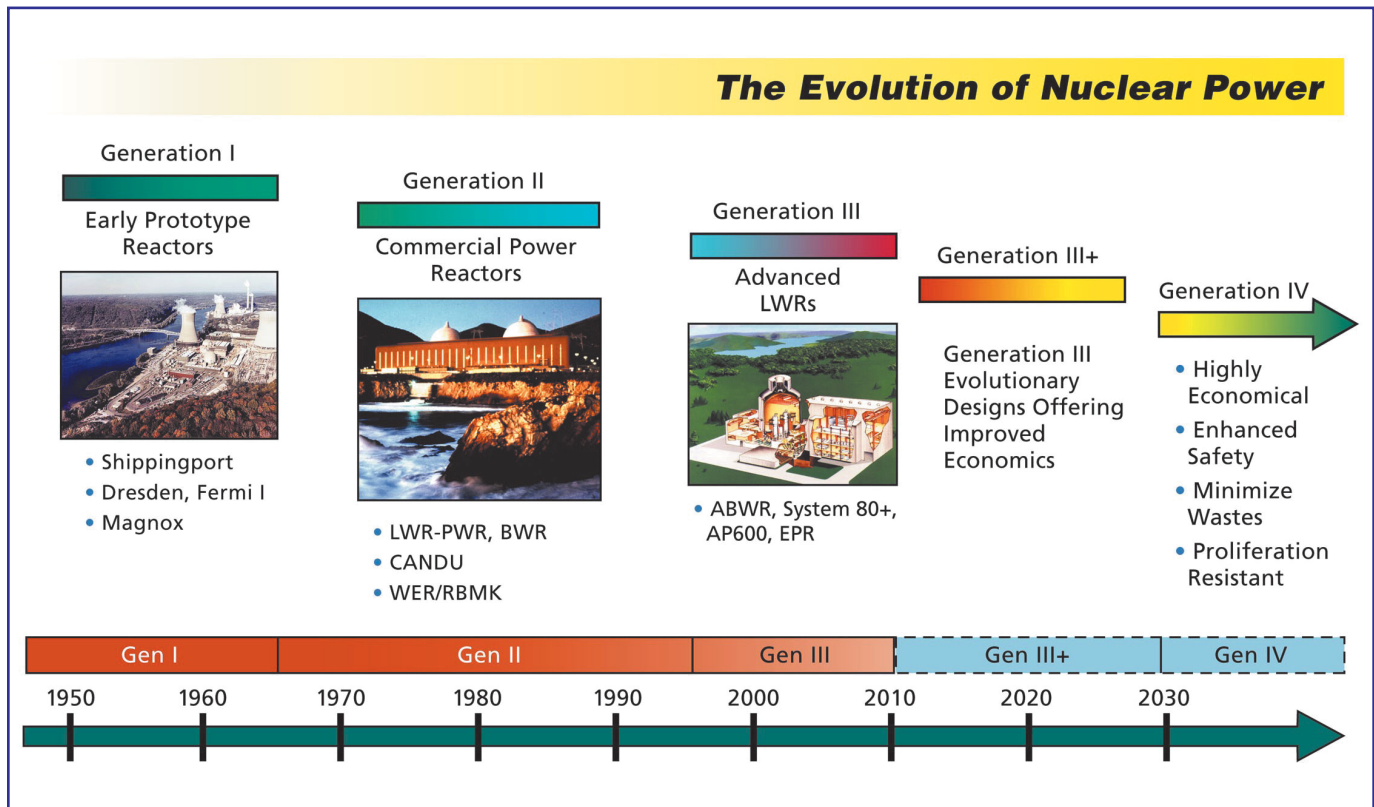 The Evolution of Nuclear Power
Generation I
Early Prototype
Reactors
• Shippingport
• Dresden, Fermi I
• Magnox
Generation II
Commercial Power
Reactors
• LWR-PWR, BWR
• CANDU
• WER/RBMK
Generation III
Advanced
LWRs
• ABWR, System 80+,
AP600, EPR
Generation III+
Generation III
Evolutionary
Designs Offering
Improved
Economics
Generation IV
• Highly
Economical
• Enhanced
Safety
• Minimize
Wastes
• Proliferation
Resistant
Gen I Gen II Gen III Gen III+ Gen IV
1950 1960 1970 1980 1990 2000 2010 2020 2030